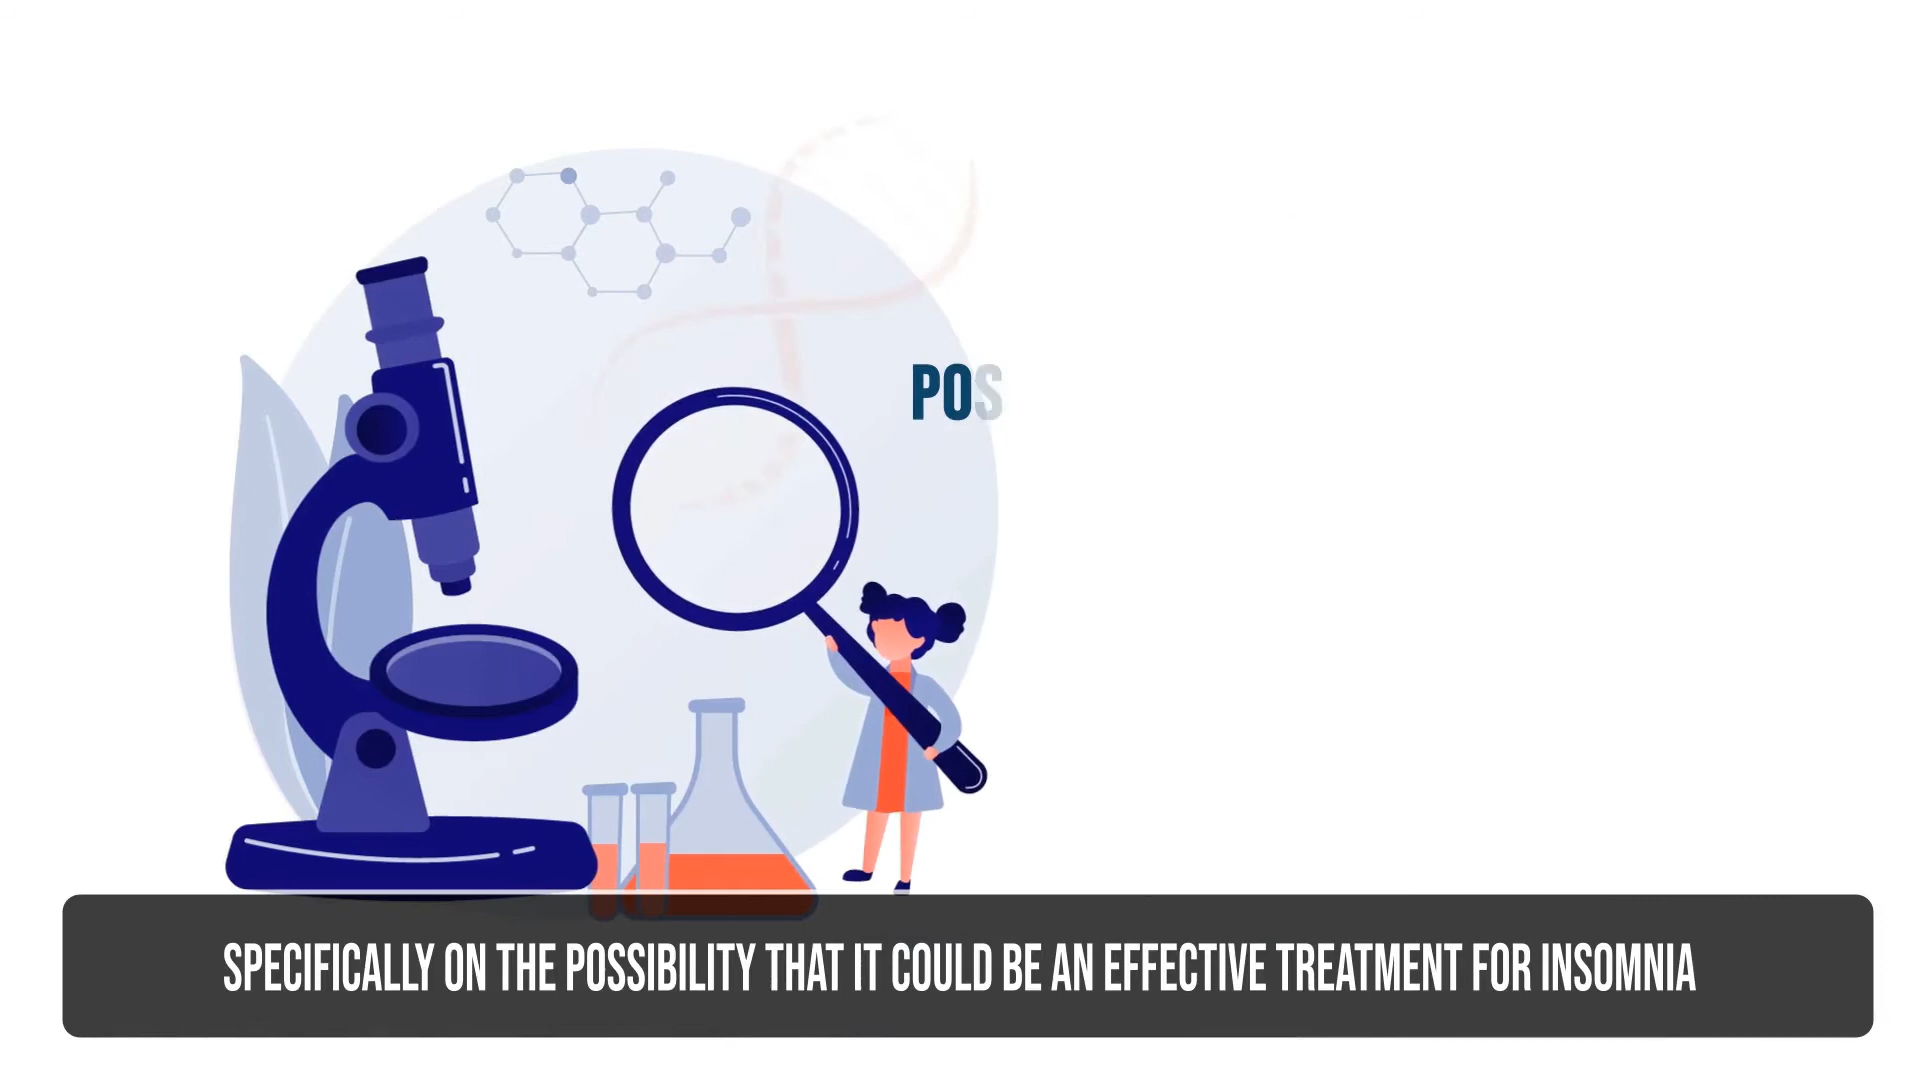 POS
SPECIFICALLY ON THE POSSIBILITY THAT IT COULD BE AN EFFECTIVE TREATMENT FOR INSOMNIA